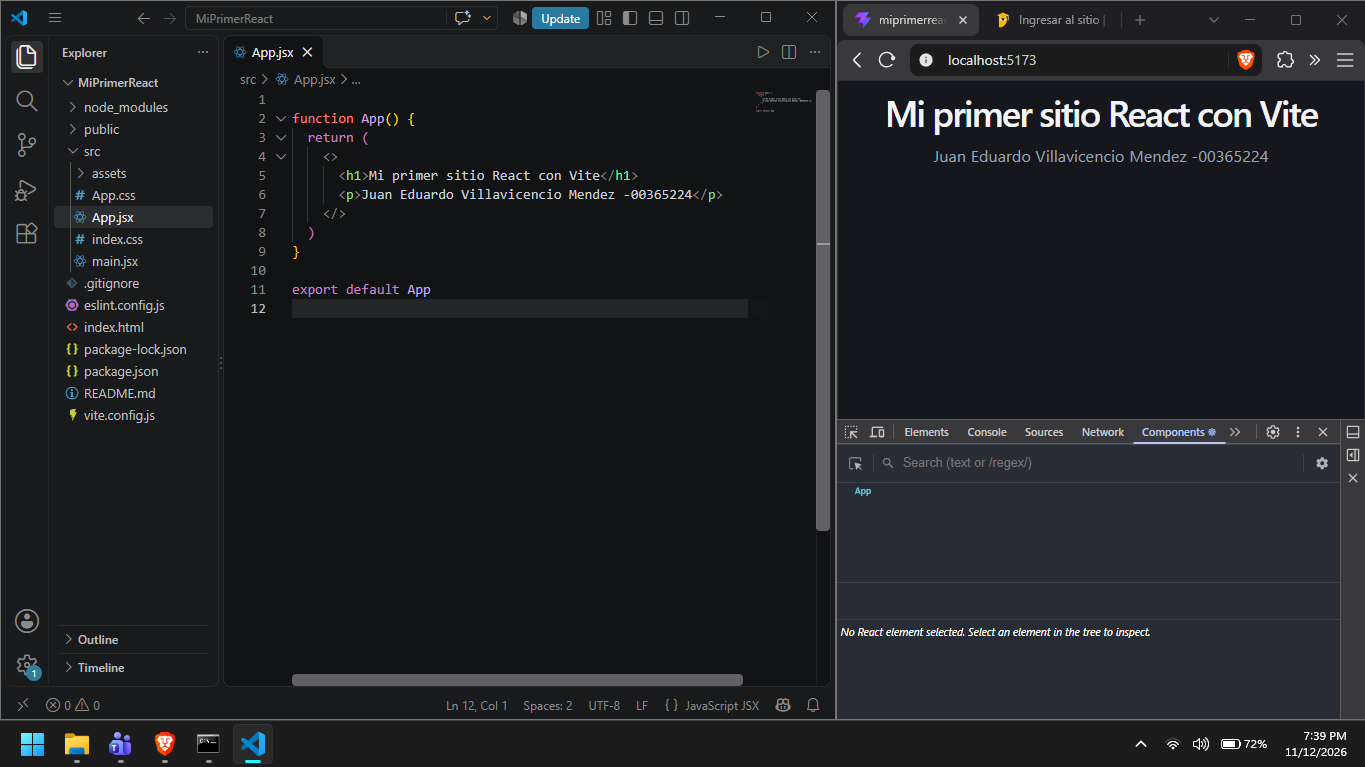 MiPrimerReact
Update
Explorer
MiPrimerReact
node_modules
public
src
assets
App.css
App.jsx
index.css
main.jsx
.gitignore
eslint.config.js
index.html
package-lock.json
package.json
README.md
vite.config.js
Outline
Timeline
App.jsx
src > App.jsx > ...
1
2 function App() {
3 return (
4 <>
5 <h1>Mi primer sitio React con Vite</h1>
6 <p>Juan Eduardo Villavicencio Mendez -00365224</p>
7 </>
8 )
9 }
10
11 export default App
12
1
0 0
Ln 12, Col 1 Spaces: 2 UTF-8 LF { } JavaScript JSX
miprimerrea
Ingresar al sitio |
localhost:5173
Mi primer sitio React con Vite
Juan Eduardo Villavicencio Mendez -00365224
Elements Console Sources Network Components
Search (text or /regex/)
App
No React element selected. Select an element in the tree to inspect.
72%
7:39 PM
11/12/2026